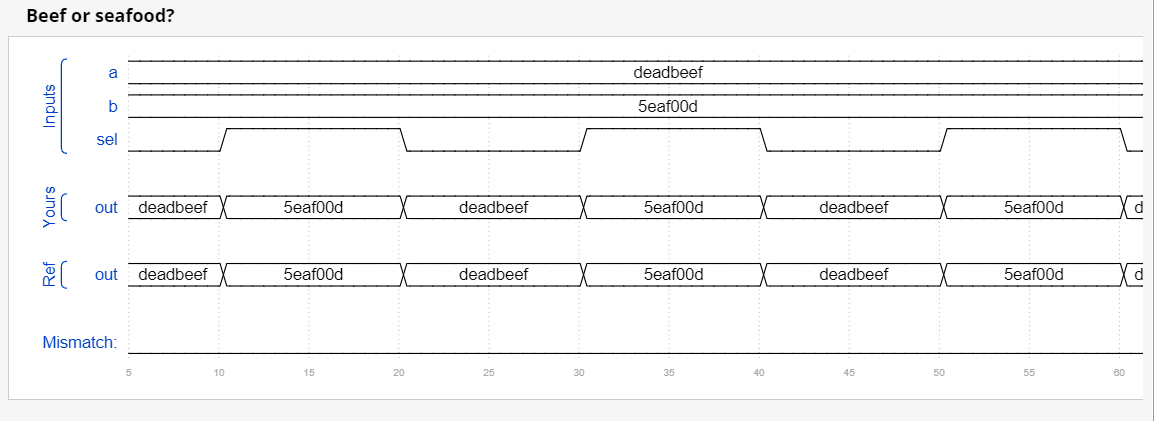 Beef or seafood?
Inputs
a deadbeef
b 5eaf00d
sel
Yours
out deadbeef 5eaf00d deadbeef 5eaf00d deadbeef 5eaf00d d
Ref
out deadbeef 5eaf00d deadbeef 5eaf00d deadbeef 5eaf00d d
Mismatch:
5 10 15 20 25 30 35 40 45 50 55 60